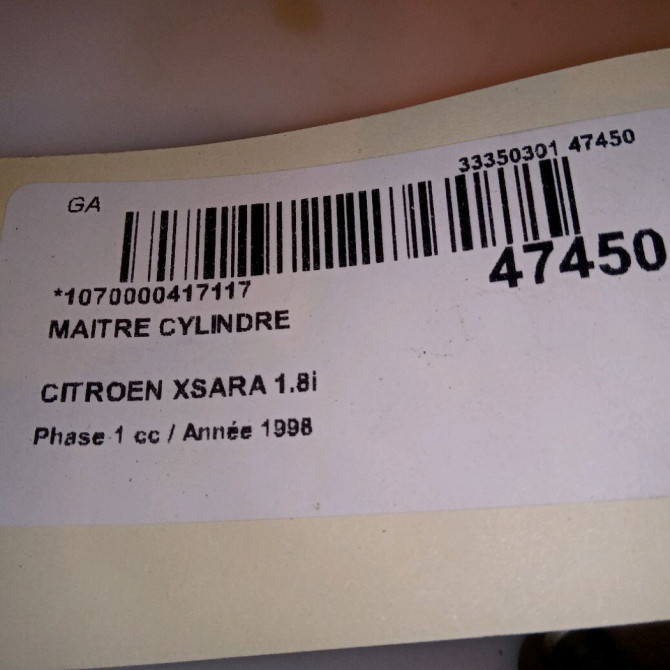 33350301 47450
GA
47450
*1070000417117
MAITRE CYLINDRE
CITROEN XSARA 1.8i
Phase 1 cc / Année 1998